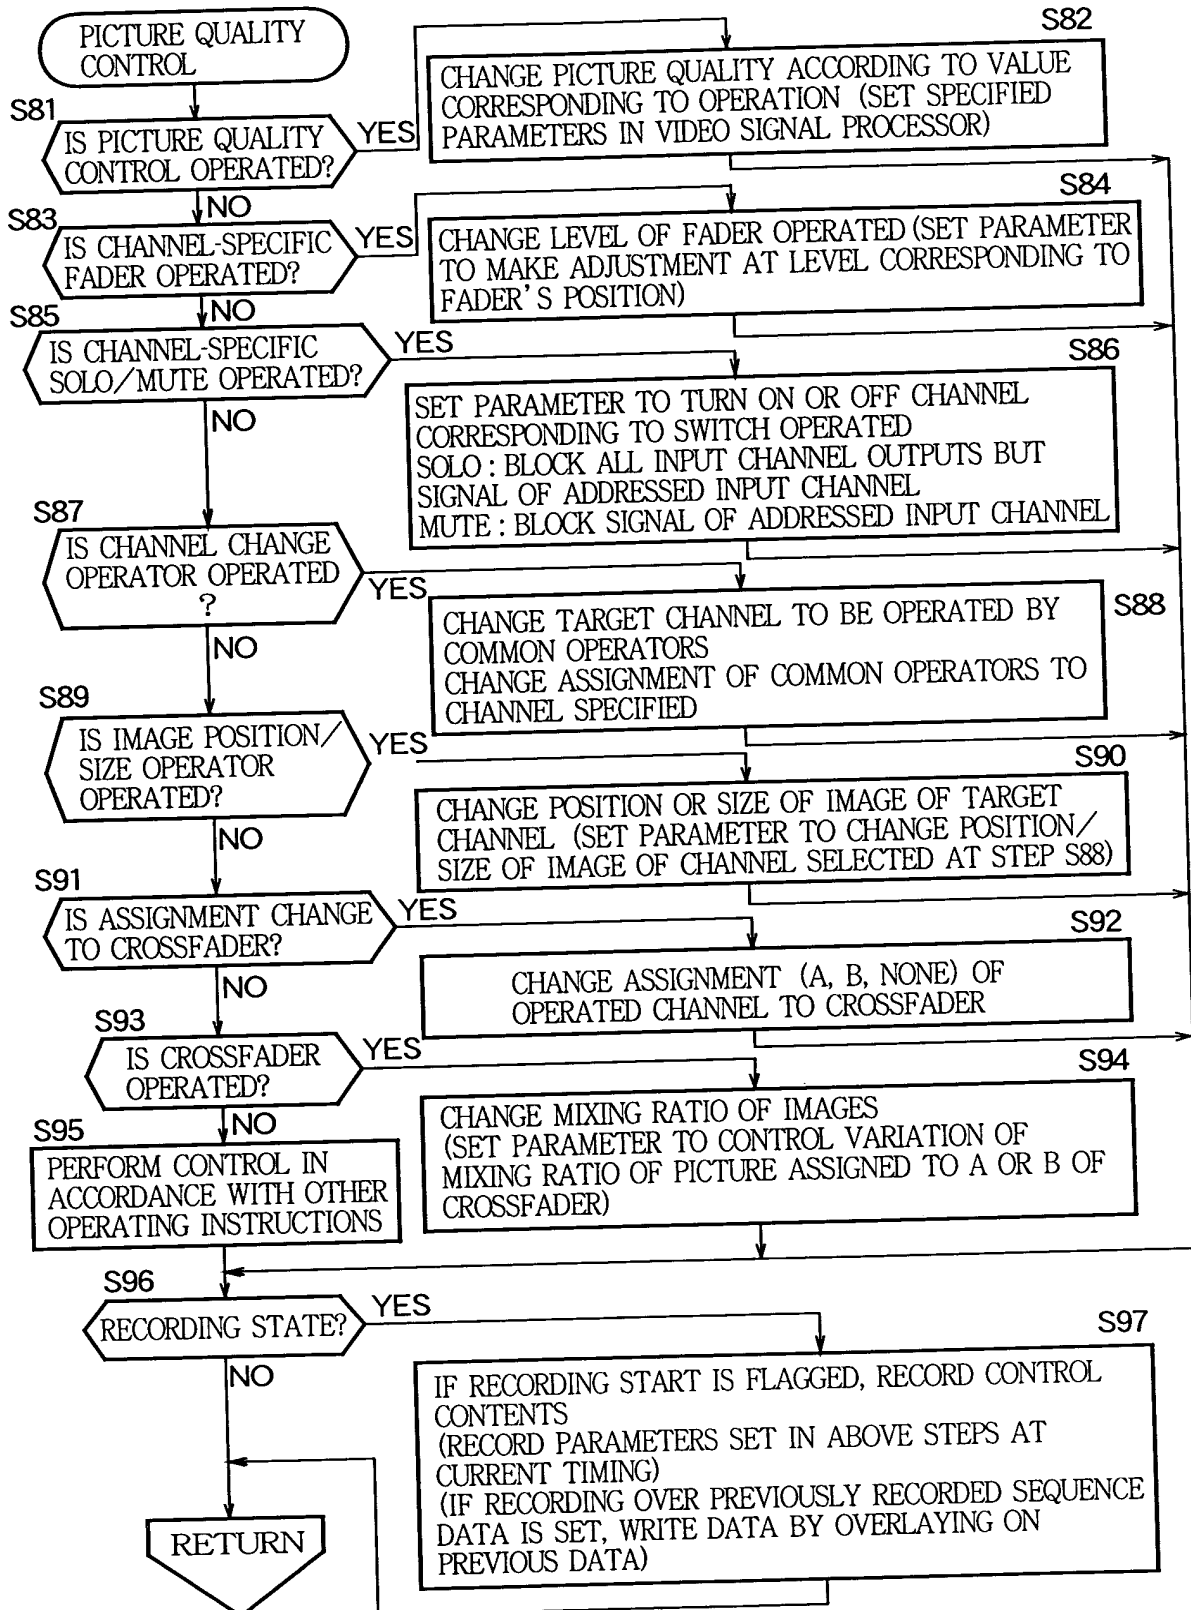 PICTURE QUALITY
CONTROL
S81
IS PICTURE QUALITY
CONTROL OPERATED?
YES
S82
CHANGE PICTURE QUALITY ACCORDING TO VALUE
CORRESPONDING TO OPERATION (SET SPECIFIED
PARAMETERS IN VIDEO SIGNAL PROCESSOR)
NO
S83
IS CHANNEL-SPECIFIC
FADER OPERATED?
YES
S84
CHANGE LEVEL OF FADER OPERATED (SET PARAMETER
TO MAKE ADJUSTMENT AT LEVEL CORRESPONDING TO
FADER'S POSITION)
NO
S85
IS CHANNEL-SPECIFIC
SOLO/MUTE OPERATED?
YES
S86
SET PARAMETER TO TURN ON OR OFF CHANNEL
CORRESPONDING TO SWITCH OPERATED
SOLO : BLOCK ALL INPUT CHANNEL OUTPUTS BUT
SIGNAL OF ADDRESSED INPUT CHANNEL
MUTE : BLOCK SIGNAL OF ADDRESSED INPUT CHANNEL
NO
S87
IS CHANNEL CHANGE
OPERATOR OPERATED
?
YES
S88
CHANGE TARGET CHANNEL TO BE OPERATED BY
COMMON OPERATORS
CHANGE ASSIGNMENT OF COMMON OPERATORS TO
CHANNEL SPECIFIED
NO
S89
IS IMAGE POSITION/
SIZE OPERATOR
OPERATED?
YES
S90
CHANGE POSITION OR SIZE OF IMAGE OF TARGET
CHANNEL (SET PARAMETER TO CHANGE POSITION/
SIZE OF IMAGE OF CHANNEL SELECTED AT STEP S88)
NO
S91
IS ASSIGNMENT CHANGE
TO CROSSFADER?
YES
S92
CHANGE ASSIGNMENT (A, B, NONE) OF
OPERATED CHANNEL TO CROSSFADER
NO
S93
IS CROSSFADER
OPERATED?
YES
S94
CHANGE MIXING RATIO OF IMAGES
(SET PARAMETER TO CONTROL VARIATION OF
MIXING RATIO OF PICTURE ASSIGNED TO A OR B OF
CROSSFADER)
NO
S95
PERFORM CONTROL IN
ACCORDANCE WITH OTHER
OPERATING INSTRUCTIONS
S96
RECORDING STATE?
YES
S97
IF RECORDING START IS FLAGGED, RECORD CONTROL
CONTENTS
(RECORD PARAMETERS SET IN ABOVE STEPS AT
CURRENT TIMING)
(IF RECORDING OVER PREVIOUSLY RECORDED SEQUENCE
DATA IS SET, WRITE DATA BY OVERLAYING ON
PREVIOUS DATA)
NO
RETURN